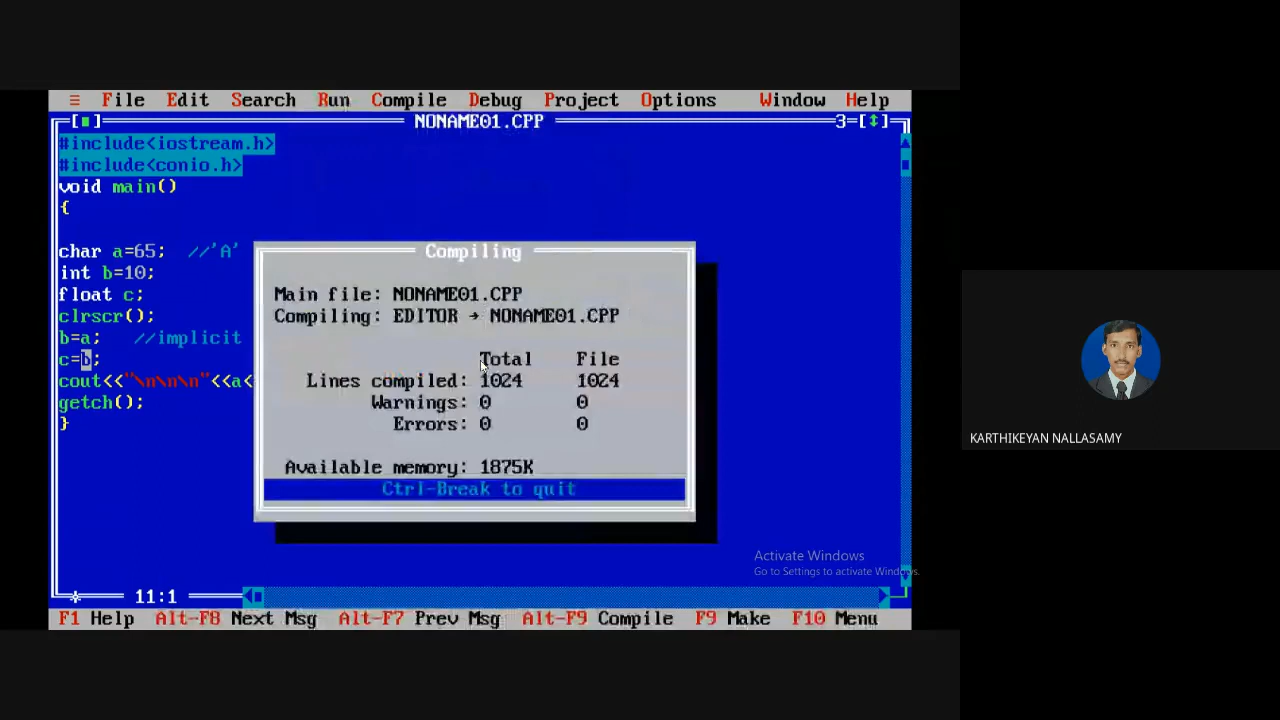 ≡ File Edit Search Run Compile Debug Project Options Window Help
[■] NONAME01.CPP 3=[↕]
#include<iostream.h>
#include<conio.h>
void main()
{
char a=65; //'A'
int b=10;
float c;
clrscr();
b=a; //implicit
c=b;
cout<<"\n\n\n"<<a<
getch();
}
Compiling
Main file: NONAME01.CPP
Compiling: EDITOR → NONAME01.CPP
Total File
Lines compiled: 1024 1024
Warnings: 0 0
Errors: 0 0
Available memory: 1875K
Ctrl-Break to quit
Activate Windows
Go to Settings to activate Windows.
11:1
F1 Help Alt-F8 Next Msg Alt-F7 Prev Msg Alt-F9 Compile F9 Make F10 Menu
KARTHIKEYAN NALLASAMY